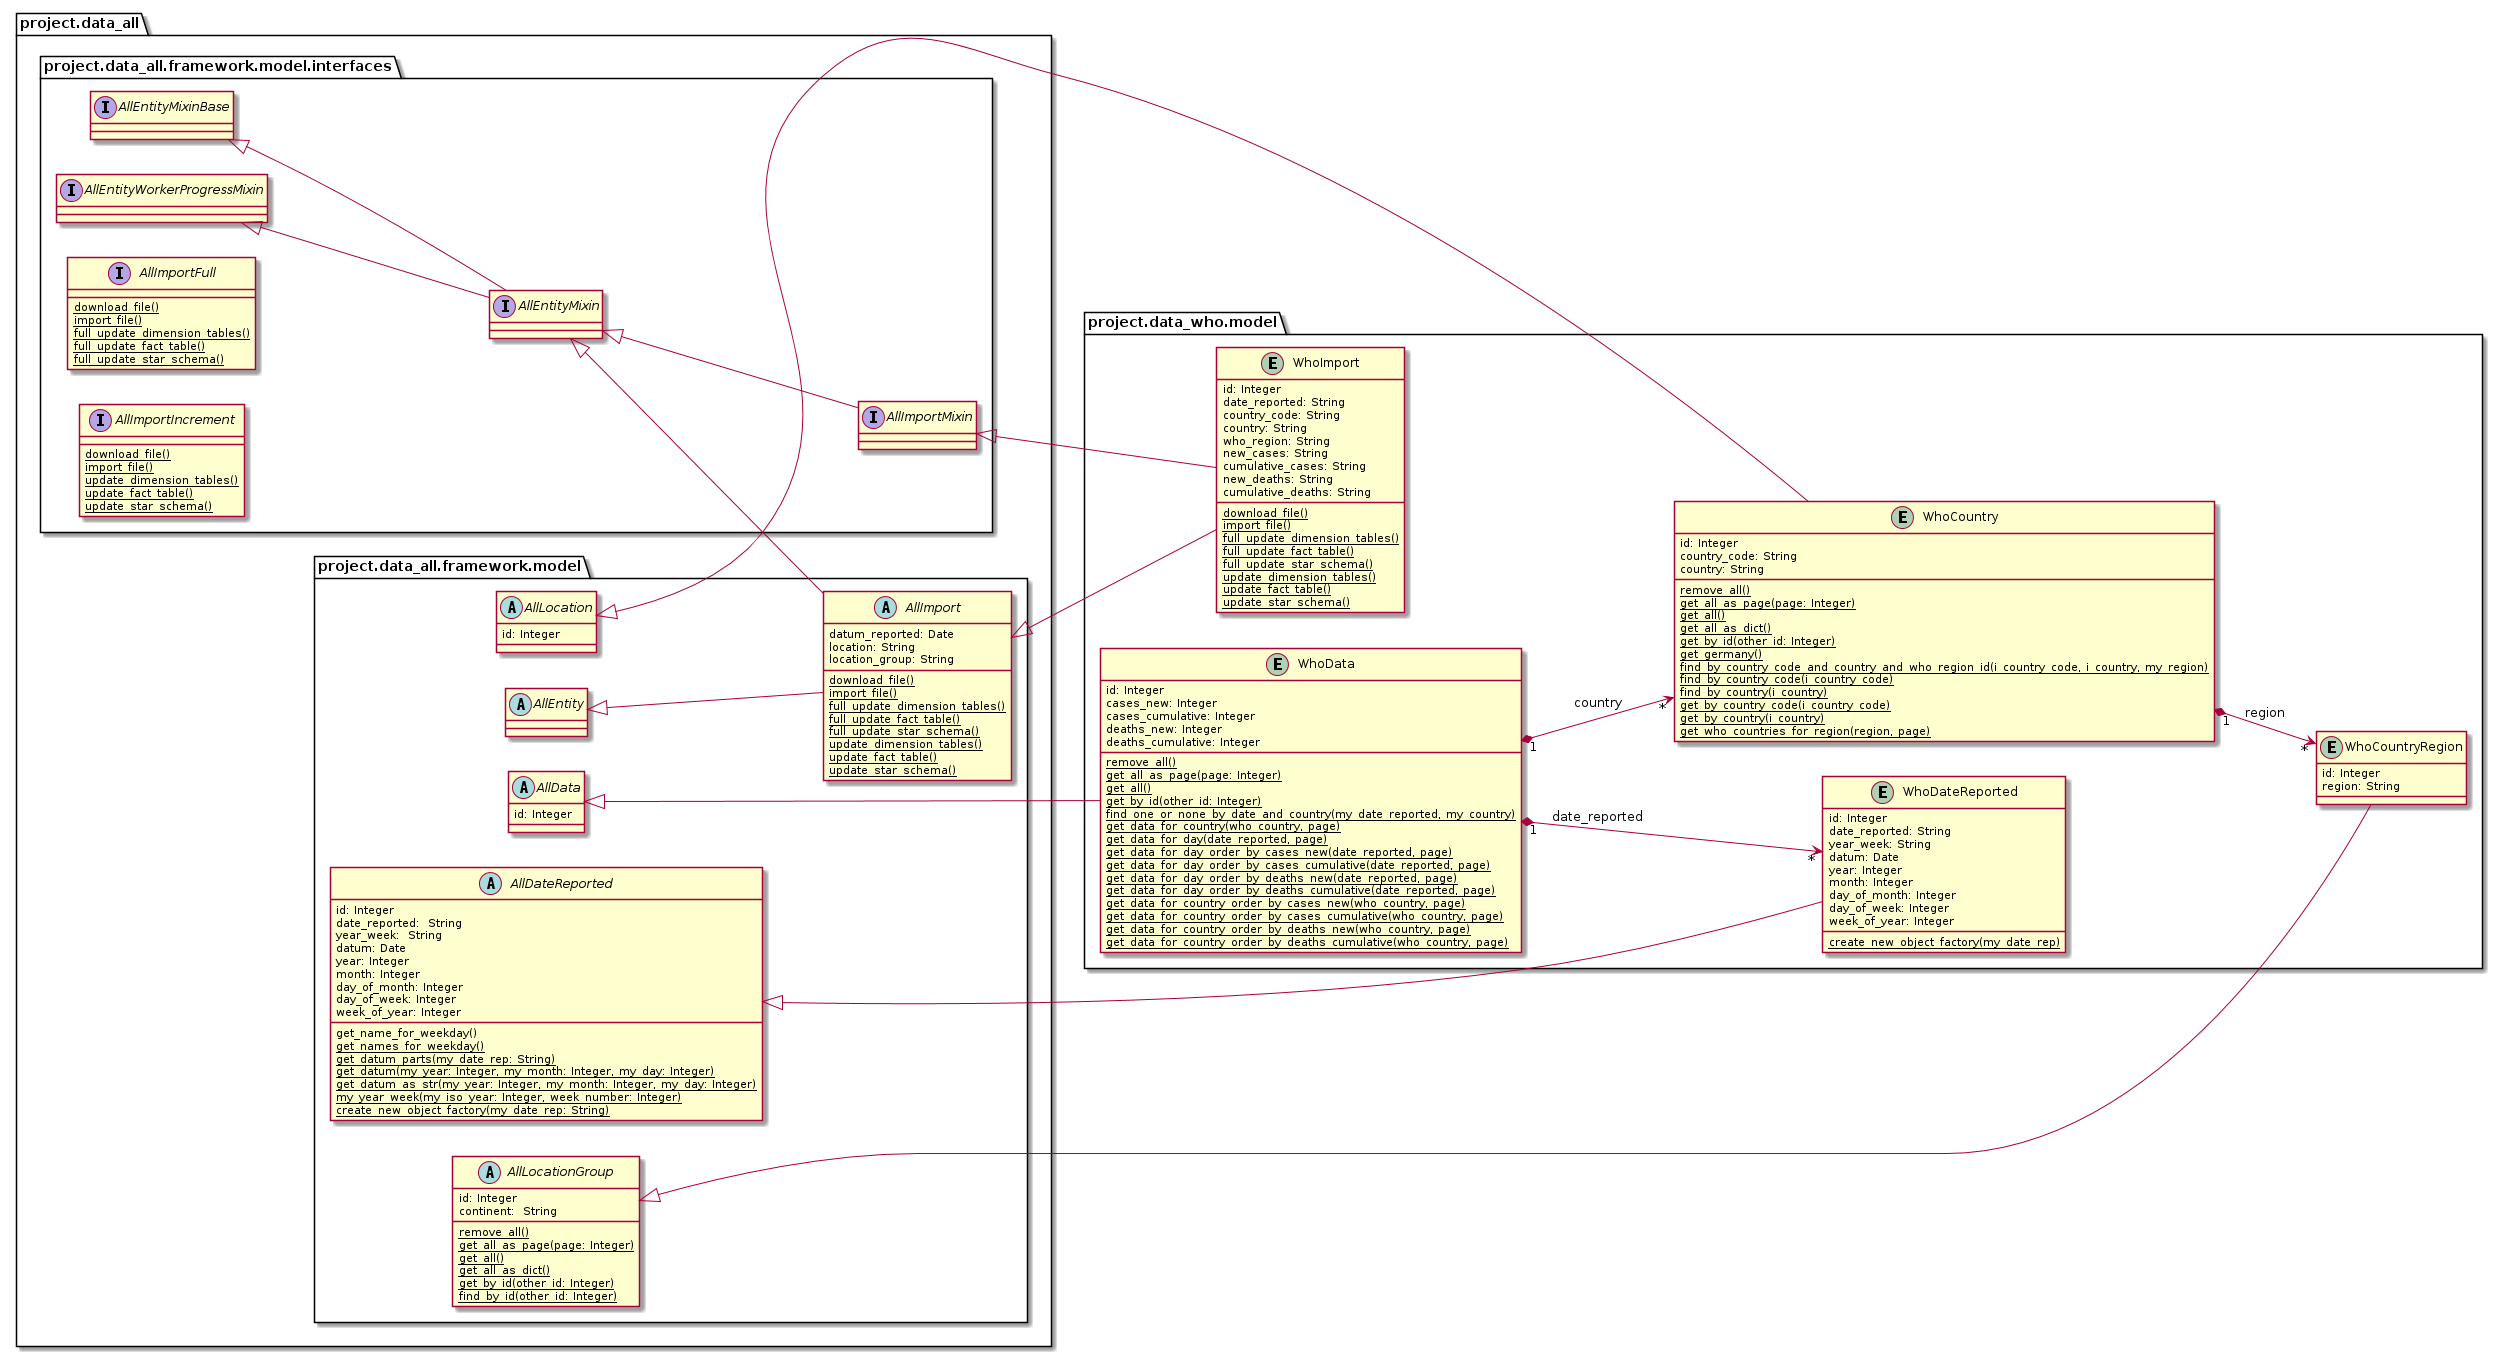 project.data_all
project.data_all.framework.model.interfaces
I AllEntityMixinBase
I AllEntityWorkerProgressMixin
I AllImportFull
download_file()
import_file()
full_update_dimension_tables()
full_update_fact_table()
full_update_star_schema()
I AllImportIncrement
download_file()
import_file()
update_dimension_tables()
update_fact_table()
update_star_schema()
I AllEntityMixin
I AllImportMixin
project.data_all.framework.model
A AllLocation
id: Integer
A AllEntity
A AllData
id: Integer
A AllImport
datum_reported: Date
location: String
location_group: String
download_file()
import_file()
full_update_dimension_tables()
full_update_fact_table()
full_update_star_schema()
update_dimension_tables()
update_fact_table()
update_star_schema()
A AllDateReported
id: Integer
date_reported:  String
year_week:  String
datum: Date
year: Integer
month: Integer
day_of_month: Integer
day_of_week: Integer
week_of_year: Integer
get_name_for_weekday()
get_names_for_weekday()
get_datum_parts(my_date_rep: String)
get_datum(my_year: Integer, my_month: Integer, my_day: Integer)
get_datum_as_str(my_year: Integer, my_month: Integer, my_day: Integer)
my_year_week(my_iso_year: Integer, week_number: Integer)
create_new_object_factory(my_date_rep: String)
A AllLocationGroup
id: Integer
continent:  String
remove_all()
get_all_as_page(page: Integer)
get_all()
get_all_as_dict()
get_by_id(other_id: Integer)
find_by_id(other_id: Integer)
project.data_who.model
E WhoImport
id: Integer
date_reported: String
country_code: String
country: String
who_region: String
new_cases: String
cumulative_cases: String
new_deaths: String
cumulative_deaths: String
download_file()
import_file()
full_update_dimension_tables()
full_update_fact_table()
full_update_star_schema()
update_dimension_tables()
update_fact_table()
update_star_schema()
E WhoData
id: Integer
cases_new: Integer
cases_cumulative: Integer
deaths_new: Integer
deaths_cumulative: Integer
remove_all()
get_all_as_page(page: Integer)
get_all()
get_by_id(other_id: Integer)
find_one_or_none_by_date_and_country(my_date_reported, my_country)
get_data_for_country(who_country, page)
get_data_for_day(date_reported, page)
get_data_for_day_order_by_cases_new(date_reported, page)
get_data_for_day_order_by_cases_cumulative(date_reported, page)
get_data_for_day_order_by_deaths_new(date_reported, page)
get_data_for_day_order_by_deaths_cumulative(date_reported, page)
get_data_for_country_order_by_cases_new(who_country, page)
get_data_for_country_order_by_cases_cumulative(who_country, page)
get_data_for_country_order_by_deaths_new(who_country, page)
get_data_for_country_order_by_deaths_cumulative(who_country, page)
country
1
*
date_reported
1
*
E WhoCountry
id: Integer
country_code: String
country: String
remove_all()
get_all_as_page(page: Integer)
get_all()
get_all_as_dict()
get_by_id(other_id: Integer)
get_germany()
find_by_country_code_and_country_and_who_region_id(i_country_code, i_country, my_region)
find_by_country_code(i_country_code)
find_by_country(i_country)
get_by_country_code(i_country_code)
get_by_country(i_country)
get_who_countries_for_region(region, page)
region
1
*
E WhoCountryRegion
id: Integer
region: String
E WhoDateReported
id: Integer
date_reported: String
year_week: String
datum: Date
year: Integer
month: Integer
day_of_month: Integer
day_of_week: Integer
week_of_year: Integer
create_new_object_factory(my_date_rep)